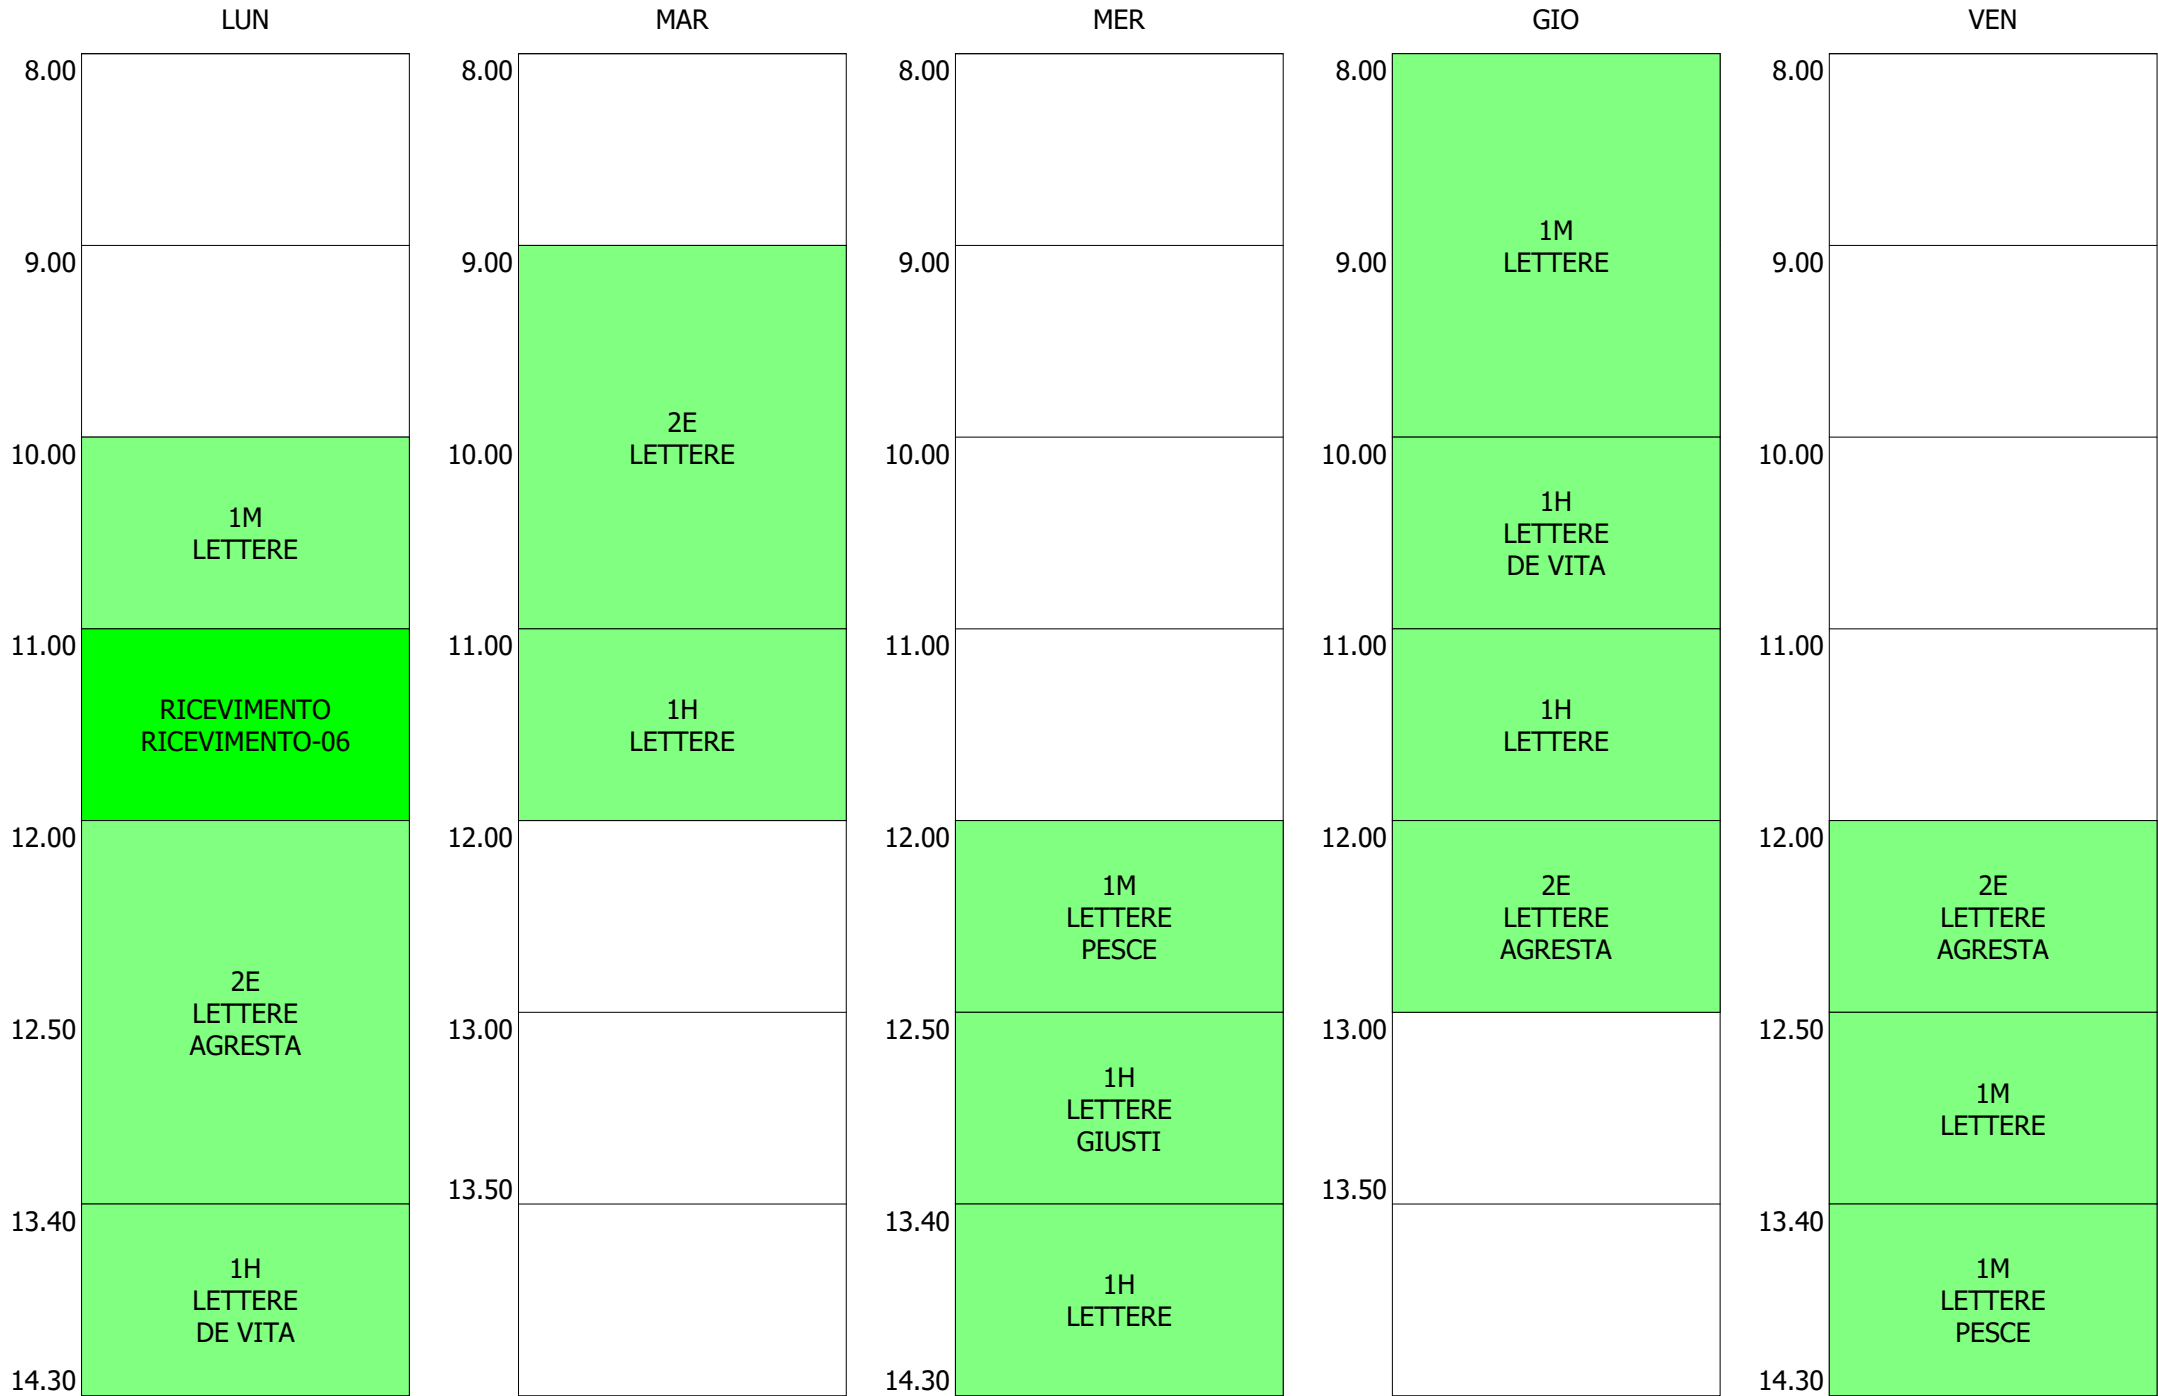 LUN
8.00
9.00
10.00
1M
LETTERE
11.00
RICEVIMENTO
RICEVIMENTO-06
12.00
2E
LETTERE
AGRESTA
12.50
13.40
1H
LETTERE
DE VITA
14.30
MAR
8.00
9.00
2E
LETTERE
10.00
11.00
1H
LETTERE
12.00
13.00
13.50
MER
8.00
9.00
10.00
11.00
12.00
1M
LETTERE
PESCE
12.50
1H
LETTERE
GIUSTI
13.40
1H
LETTERE
14.30
GIO
8.00
1M
LETTERE
9.00
10.00
1H
LETTERE
DE VITA
11.00
1H
LETTERE
12.00
2E
LETTERE
AGRESTA
13.00
13.50
VEN
8.00
9.00
10.00
11.00
12.00
2E
LETTERE
AGRESTA
12.50
1M
LETTERE
13.40
1M
LETTERE
PESCE
14.30